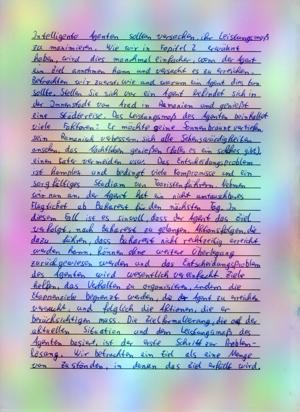 Intelligente Agenten sollen versuchen, ihr Leistungsmaß
zu maximieren. Wie wir in Kapitel 2 erwähnt
haben, wird dies manchmal einfacher, wenn der Agent
ein Ziel annehmen kann und versucht es zu erreichen.
Betrachten wir zuerst, wie und warum ein Agent dies tun
sollte. Stellen Sie sich vor ein Agent befindet sich in
der Innenstadt von Arad in Rumänien und genießt
eine Städtereise. Das Leistungsmaß des Agenten beinhaltet
viele Faktoren: Er möchte seine Sonnenbräune vertiefen
sein Rumänisch verbessern, sich alle Sehenswürdigkeiten
ansehen das Nachtleben genießen (falls es ein solches gibt)
einen Kater vermeiden usw. Das Entscheidungsproblem
ist komplex und bedingt viele Kompromisse und ein
sorgfältiges Studium von Touristenführern. Nehmen
wir nun an, der Agent hat ein nicht umtauschbares
Flugticket ab Bukarest für den nächsten Tag. In
diesem Fall ist es sinnvoll, dass der Agent das Ziel
verfolgt, nach Bukarest zu gelangen. Aktionsfolgen, die
dazu führen, dass Bukarest nicht rechtzeitig erreicht
werden kann, können ohne weitere Überlegung
zurückgewiesen werden und das Entscheidungsproblem
des Agenten wird wesentlich vereinfacht. Ziele
helfen, das Verhalten zu organisieren, indem die
begrenzt werden, die der Agent zu erreichen
versucht, und folglich die Aktionen, die er
berücksichtigen muss. Die Zielformulierung, die auf der
aktuellen Situation und dem Leistungsmaß des
Agenten basiert, ist der erste Schritt zur Problem-
lösung. Wir betrachten ein Ziel als eine Menge
von Zuständen, in denen das Ziel erfüllt wird.